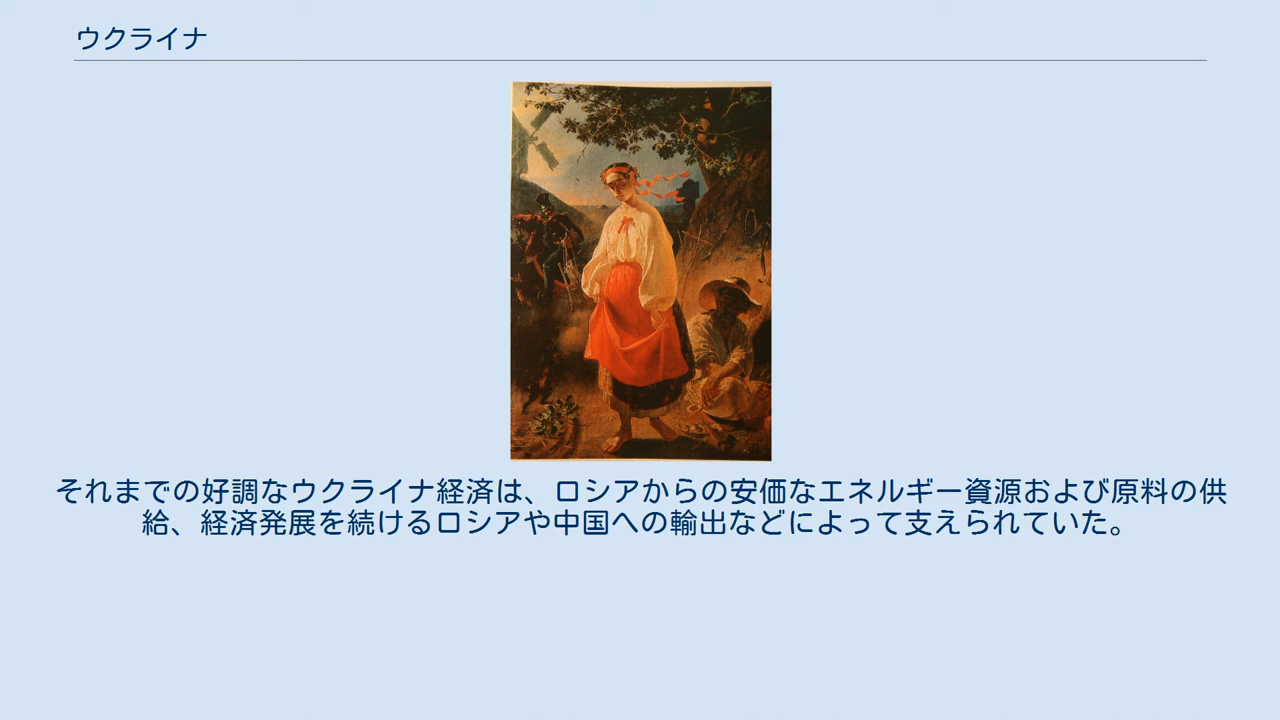 ウクライナ
それまでの好調なウクライナ経済は、ロシアからの安価なエネルギー資源および原料の供
給、経済発展を続けるロシアや中国への輸出などによって支えられていた。